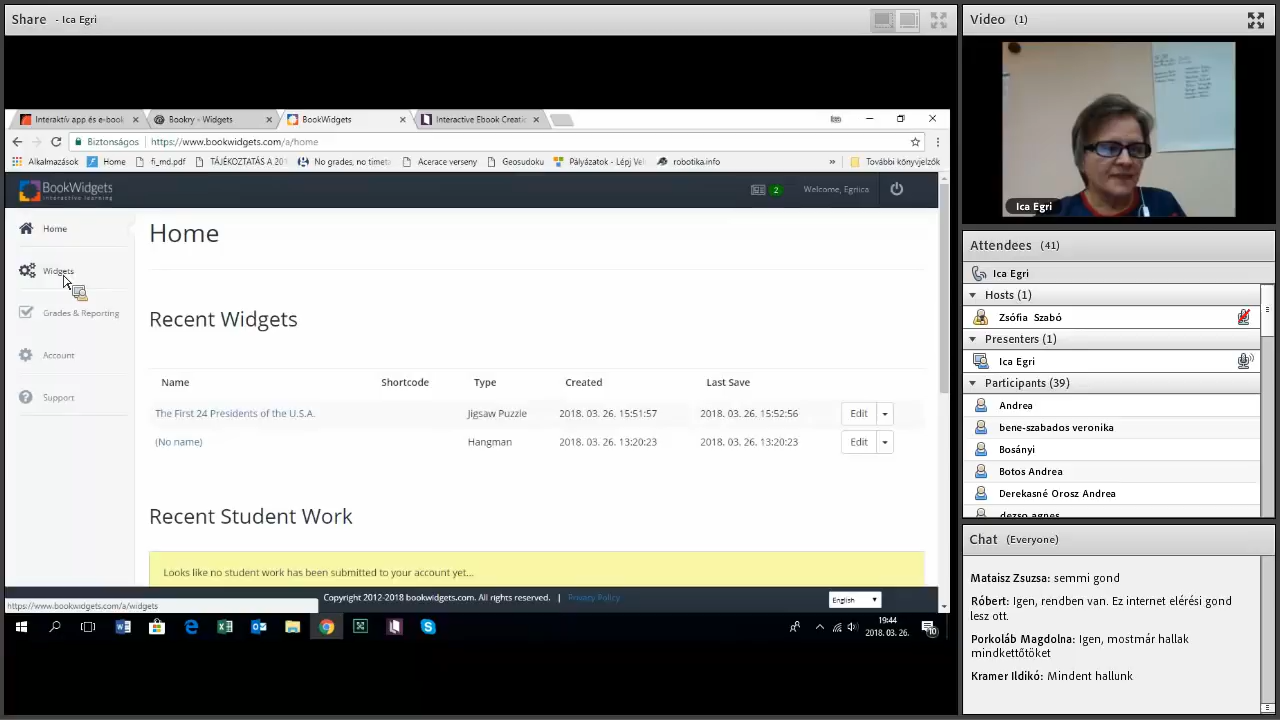 Share - Ica Egri
Video (1)
Interaktív app és e-book
Bookry - Widgets
BookWidgets
Interactive Ebook Creati
Biztonságos
https://www.bookwidgets.com/a/home
Alkalmazások
Home
fi_md.pdf
TÁJÉKOZTATÁS A 201
No grades, no timeta
Acerace verseny
Geosudoku
Pályázatok - Lépj Vel
robotika.info
»
További könyvjelzők
BookWidgets
interactive learning
2
Welcome, EgriIca
Ica Egri
Home
Widgets
Grades & Reporting
Account
Support
Home
Recent Widgets
Name Shortcode Type Created Last Save
The First 24 Presidents of the U.S.A. Jigsaw Puzzle 2018. 03. 26. 15:51:57 2018. 03. 26. 15:52:56 Edit
(No name) Hangman 2018. 03. 26. 13:20:23 2018. 03. 26. 13:20:23 Edit
Recent Student Work
Looks like no student work has been submitted to your account yet...
Copyright 2012-2018 bookwidgets.com. All rights reserved. | Privacy Policy
English
https://www.bookwidgets.com/a/widgets
19:44
2018. 03. 26.
10
Attendees (41)
Ica Egri
Hosts (1)
Zsófia Szabó
Presenters (1)
Ica Egri
Participants (39)
Andrea
bene-szabados veronika
Bosányi
Botos Andrea
Derekasné Orosz Andrea
dezso agnes
Chat (Everyone)
Mataisz Zsuzsa: semmi gond
Róbert: Igen, rendben van. Ez internet elérési gond
lesz ott.
Porkoláb Magdolna: Igen, mostmár hallak
mindkettőtöket
Kramer Ildikó: Mindent hallunk